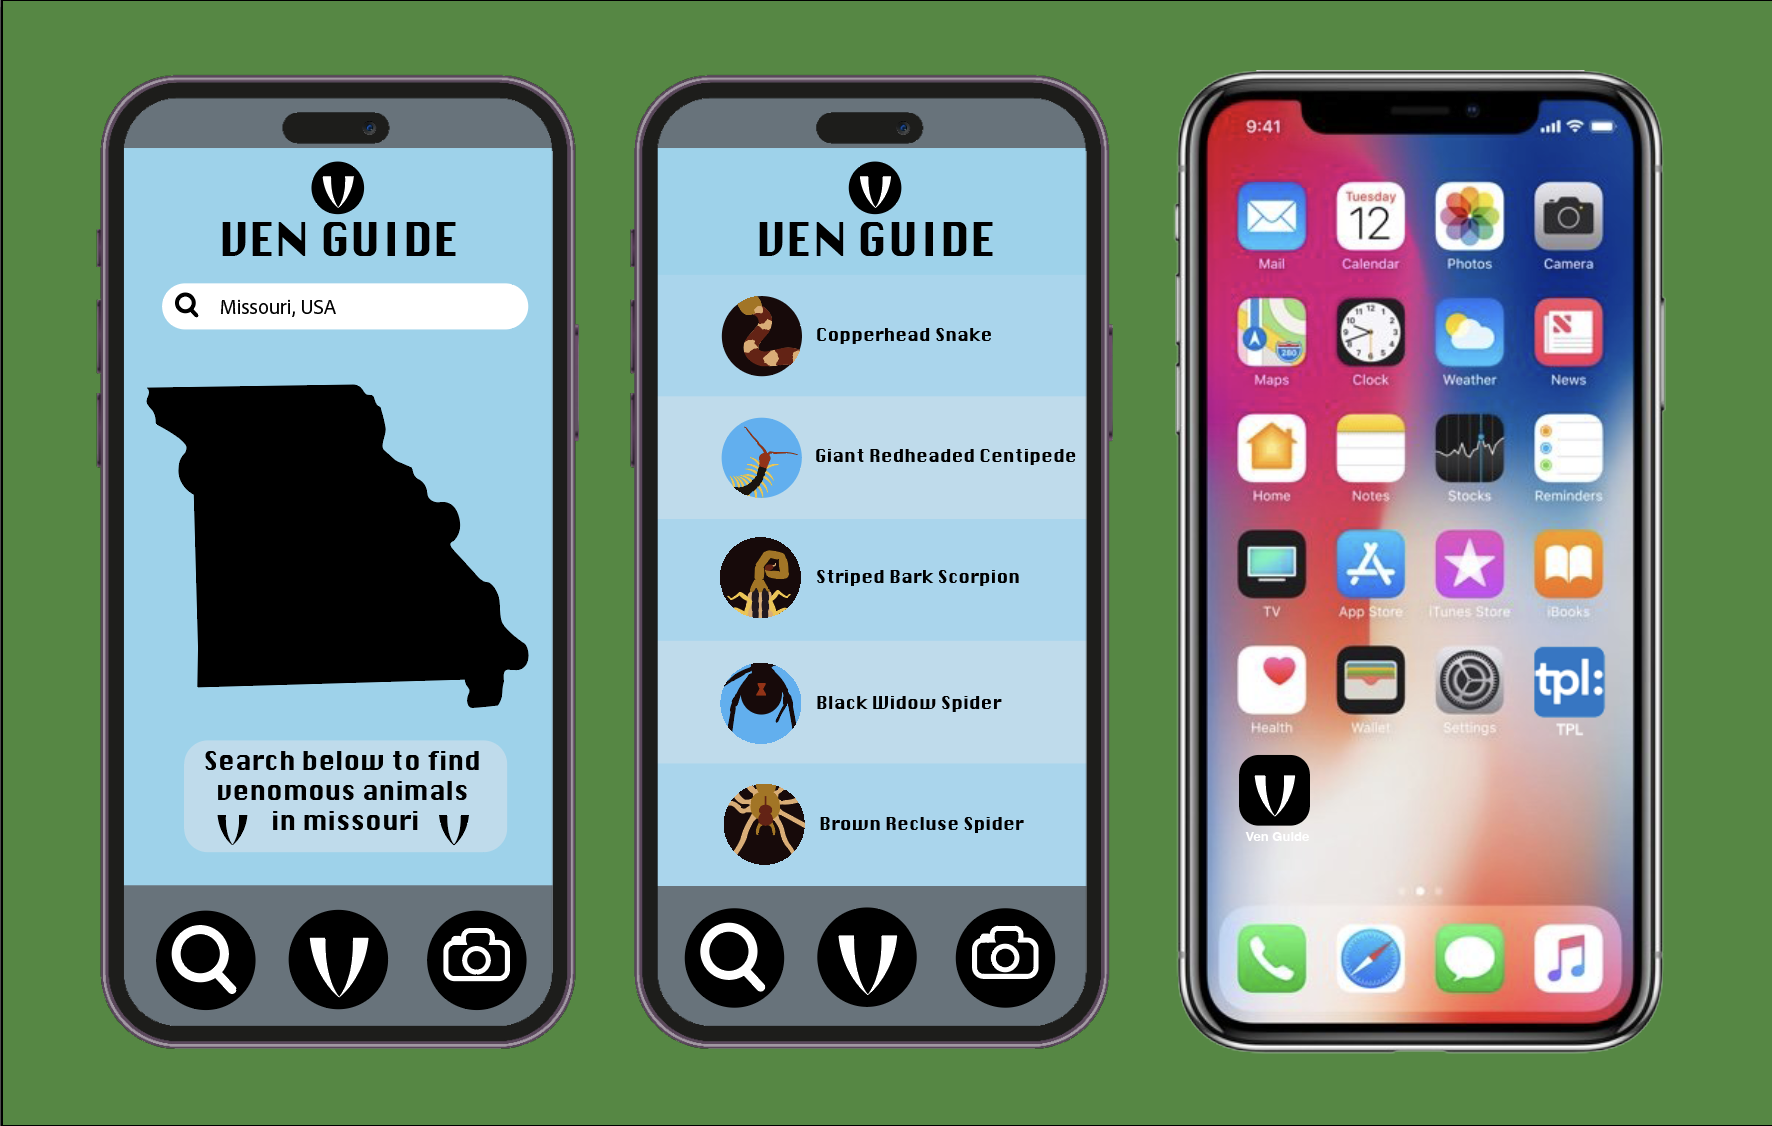 VEN GUIDE
Missouri, USA
Search below to find
venomous animals
in missouri
VEN GUIDE
Copperhead Snake
Giant Redheaded Centipede
Striped Bark Scorpion
Black Widow Spider
Brown Recluse Spider
9:41
Tuesday
12
Mail
Calendar
Photos
Camera
280
Maps
Clock
Weather
News
Home
Notes
Stocks
Reminders
TV
App Store
iTunes Store
iBooks
tpl:
Health
Wallet
Settings
TPL
Ven Guide